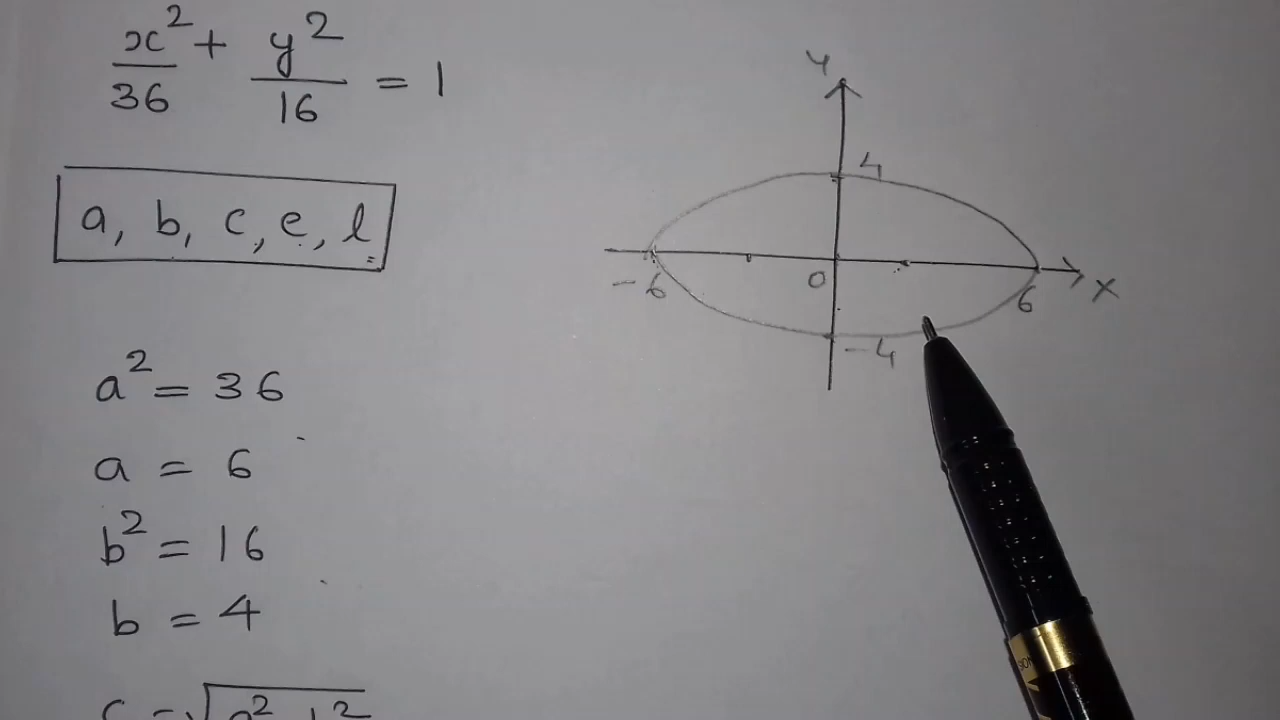 x²/36 + y²/16 = 1
a, b, c, e, l
a² = 36
a = 6
b² = 16
b = 4
Y
4
-6
0
6
X
-4